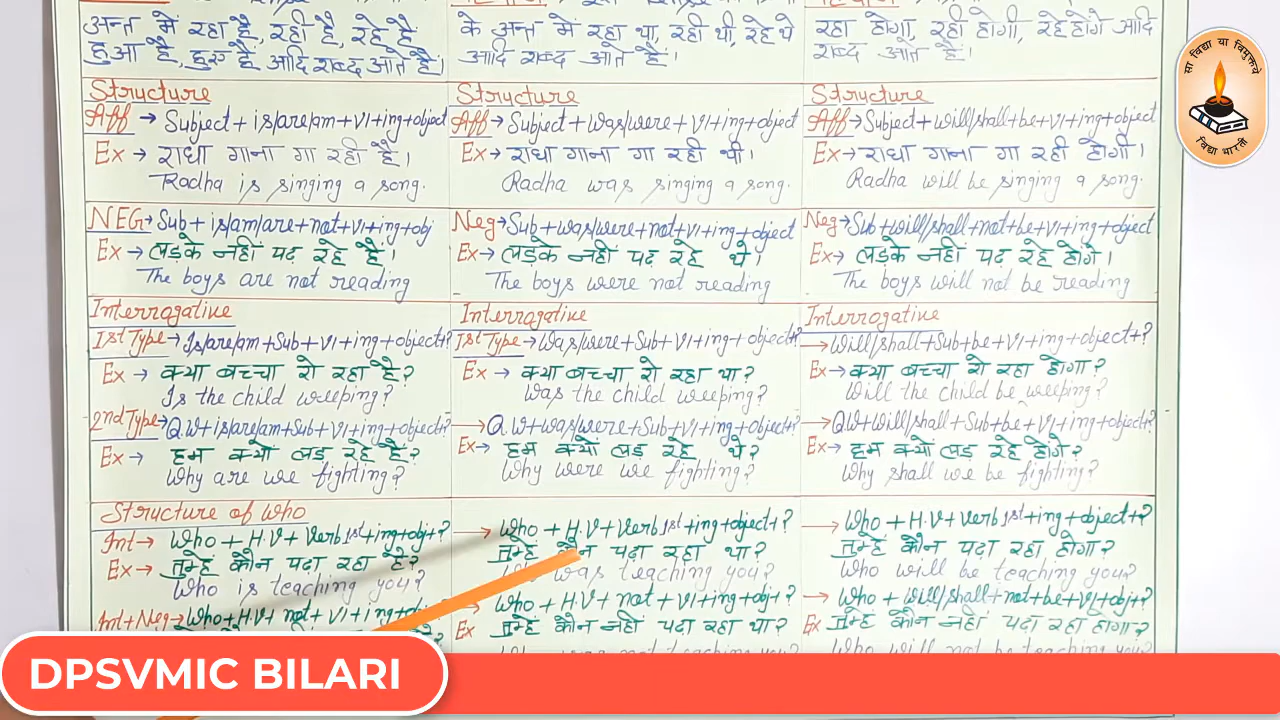 अन्त में रहा है, रही है, रहे हैं
हुआ है, हुए है आदि शब्द आते हैं।
Structure
Aff → Subject + is/are/am + V1 + ing + object
Ex → राधा गाना गा रही है।
Radha is singing a song.
NEG → Sub + is/am/are + not + V1 + ing + obj
Ex → लड़के नहीं पढ़ रहे हैं।
The boys are not reading
Interrogative
Ist Type → Is/are/am + Sub + V1 + ing + object + ?
Ex → क्या बच्चा रो रहा है?
Is the child weeping?
2nd Type → Q.W + is/are/am + Sub + V1 + ing + object + ?
Ex → हम क्यों लड़ रहे हैं?
Why are we fighting?
Structure of who
Int → Who + H.V + Verb 1st + ing + obj + ?
Ex → तुम्हें कौन पढ़ा रहा है?
Who is teaching you?
Int + Neg → Who + H.V + not + V1 + ing +
के अन्त में रहा था, रही थी, रहे थे
आदि शब्द आते हैं।
Structure
Aff → Subject + was/were + V1 + ing + object
Ex → राधा गाना गा रही थी।
Radha was singing a song.
Neg → Sub + was/were + not + V1 + ing + object
Ex → लड़के नहीं पढ़ रहे थे।
The boys were not reading
Interrogative
Ist Type → Was/were + Sub + V1 + ing + object + ?
Ex → क्या बच्चा रो रहा था?
Was the child weeping?
→ Q.W + was/were + Sub + V1 + ing + object + ?
Ex → हम क्यों लड़ रहे थे?
Why were we fighting?
→ Who + H.V + Verb 1st + ing + object + ?
तुम्हें कौन पढ़ा रहा था?
was teaching you?
→ Who + H.V + not + V1 + ing + obj + ?
Ex तुम्हें कौन नहीं पढ़ा रहा था?
रहा होगा, रही होगी, रहे होंगे आदि
शब्द आते हैं।
Structure
Aff → Subject + will/shall + be + V1 + ing + object
Ex → राधा गाना गा रही होगी।
Radha will be singing a song.
Neg → Sub + will/shall + not + be + V1 + ing + object
Ex → लड़के नहीं पढ़ रहे होंगे।
The boys will not be reading
Interrogative
→ Will/shall + Sub + be + V1 + ing + object + ?
Ex → क्या बच्चा रो रहा होगा?
Will the child be weeping?
→ Q.W + will/shall + Sub + be + V1 + ing + object + ?
Ex → हम क्यों लड़ रहे होंगे?
Why shall we be fighting?
→ Who + H.V + Verb 1st + ing + object + ?
तुम्हें कौन पढ़ा रहा होगा?
Who will be teaching you?
→ Who + will/shall + not + be + V1 + obj + ?
Ex तुम्हें कौन नहीं पढ़ा रहा होगा?
Who will not be teaching you?
सा विद्या या विमुक्तये
विद्या भारती
DPSVMIC BILARI